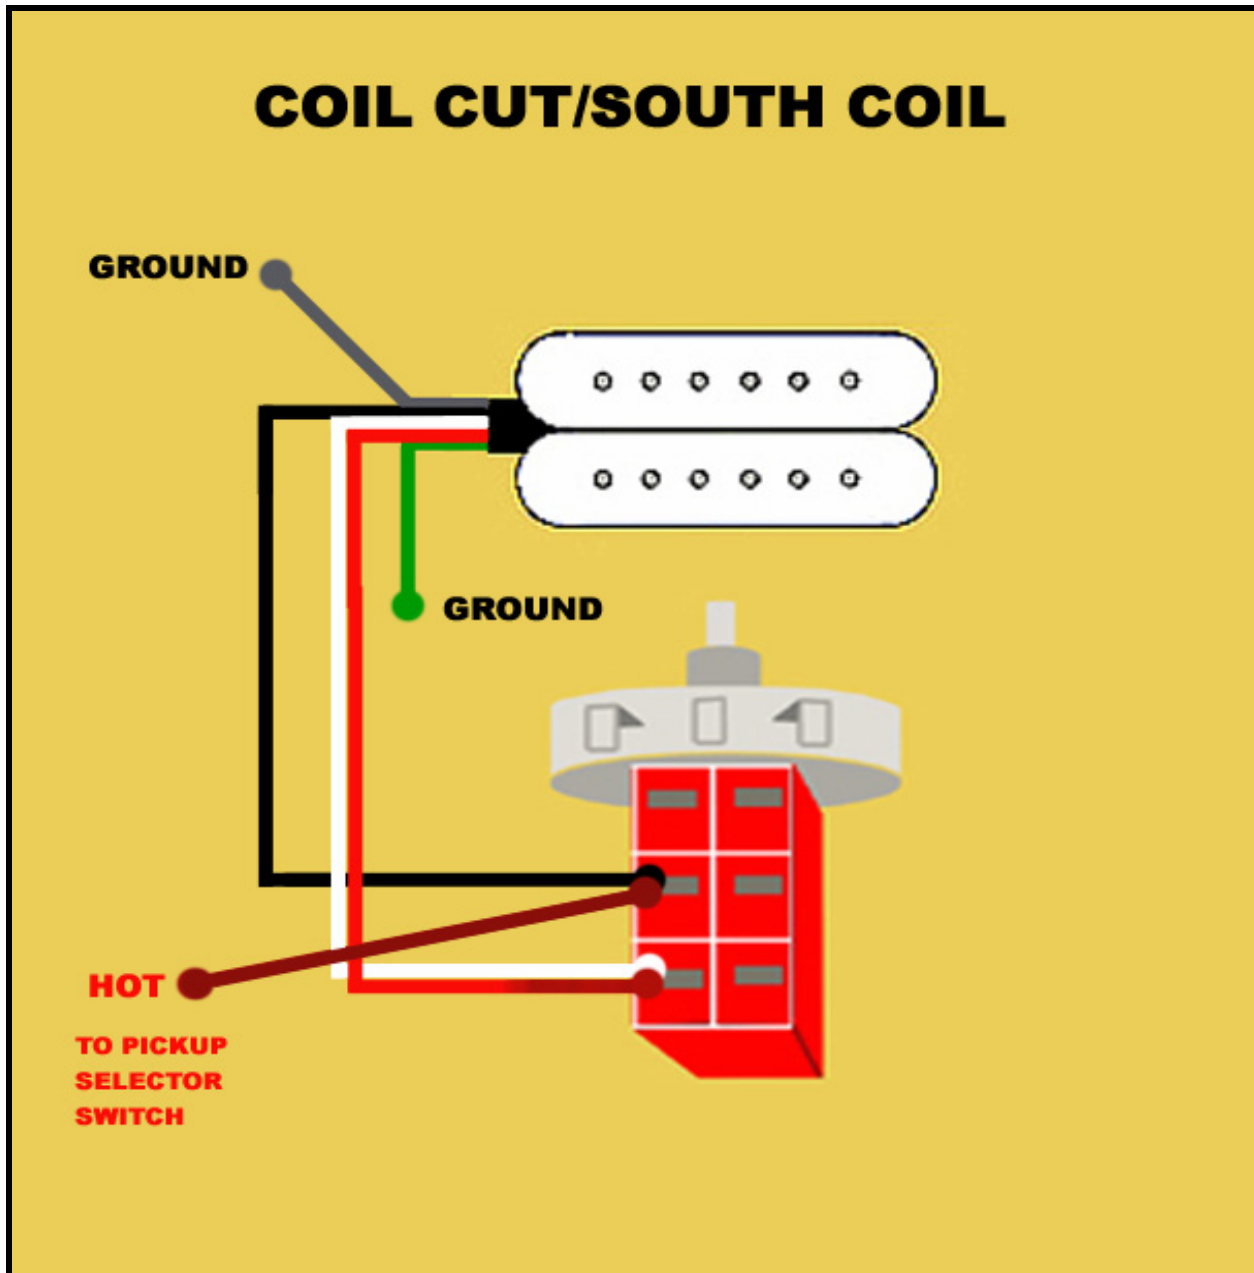 COIL CUT/SOUTH COIL
GROUND
GROUND
HOT
TO PICKUP
SELECTOR
SWITCH